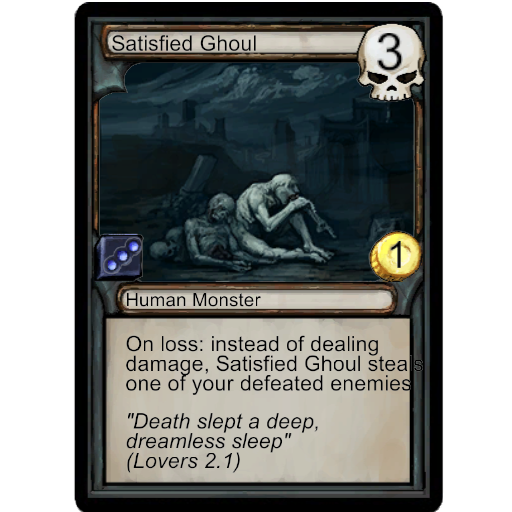 Satisfied Ghoul
3
1
Human Monster
On loss: instead of dealing
damage, Satisfied Ghoul steals
one of your defeated enemies
"Death slept a deep,
dreamless sleep"
(Lovers 2.1)